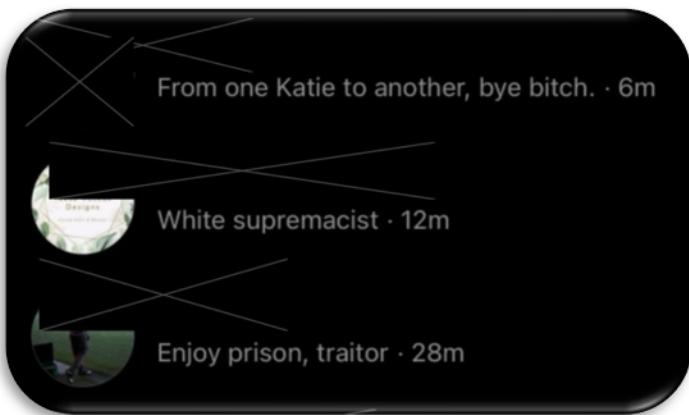 From one Katie to another, bye bitch. · 6m
Designs
White supremacist · 12m
Enjoy prison, traitor · 28m